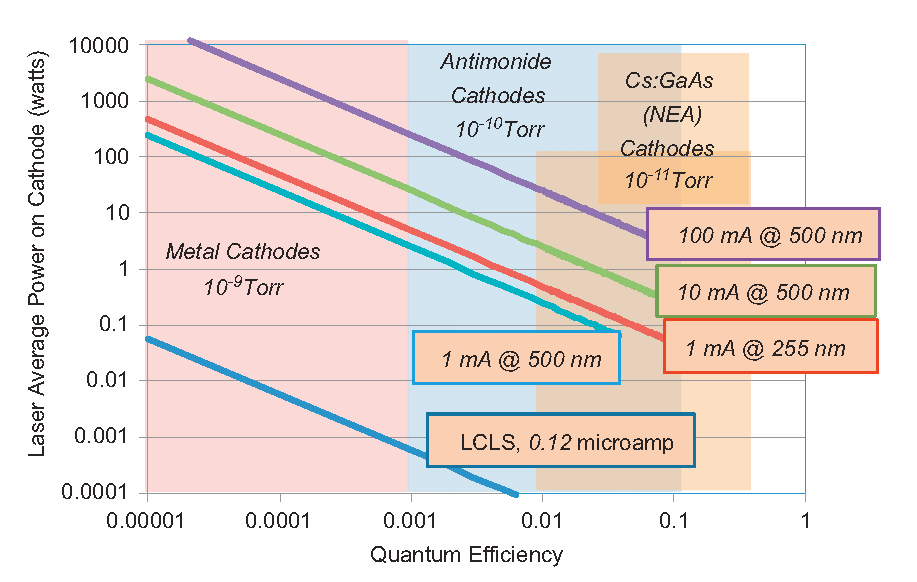 Laser Average Power on Cathode (watts)
10000
1000
100
10
1
0.1
0.01
0.001
0.0001
Antimonide
Cathodes
10⁻¹⁰Torr
Cs:GaAs
(NEA)
Cathodes
10⁻¹¹Torr
Metal Cathodes
10⁻⁹Torr
100 mA @ 500 nm
10 mA @ 500 nm
1 mA @ 255 nm
1 mA @ 500 nm
LCLS, 0.12 microamp
0.00001
0.0001
0.001
0.01
0.1
1
Quantum Efficiency